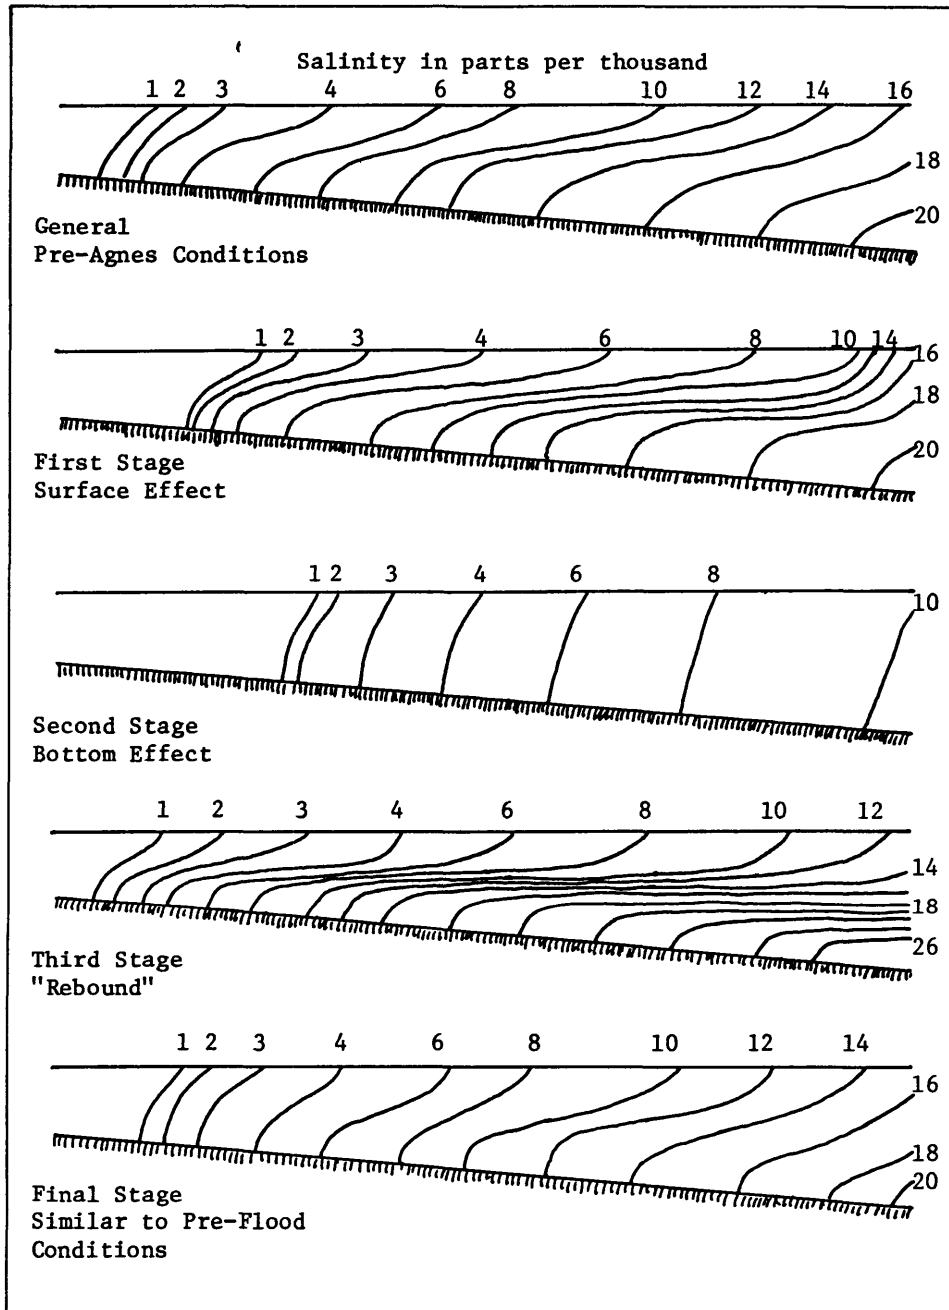 Salinity in parts per thousand
1 2 3 4 6 8 10 12 14 16
18
20
General
Pre-Agnes Conditions
1 2 3 4 6 8 10 14
16
18
20
First Stage
Surface Effect
1 2 3 4 6 8
10
Second Stage
Bottom Effect
1 2 3 4 6 8 10 12
14
18
26
Third Stage
"Rebound"
1 2 3 4 6 8 10 12 14
16
18
20
Final Stage
Similar to Pre-Flood
Conditions